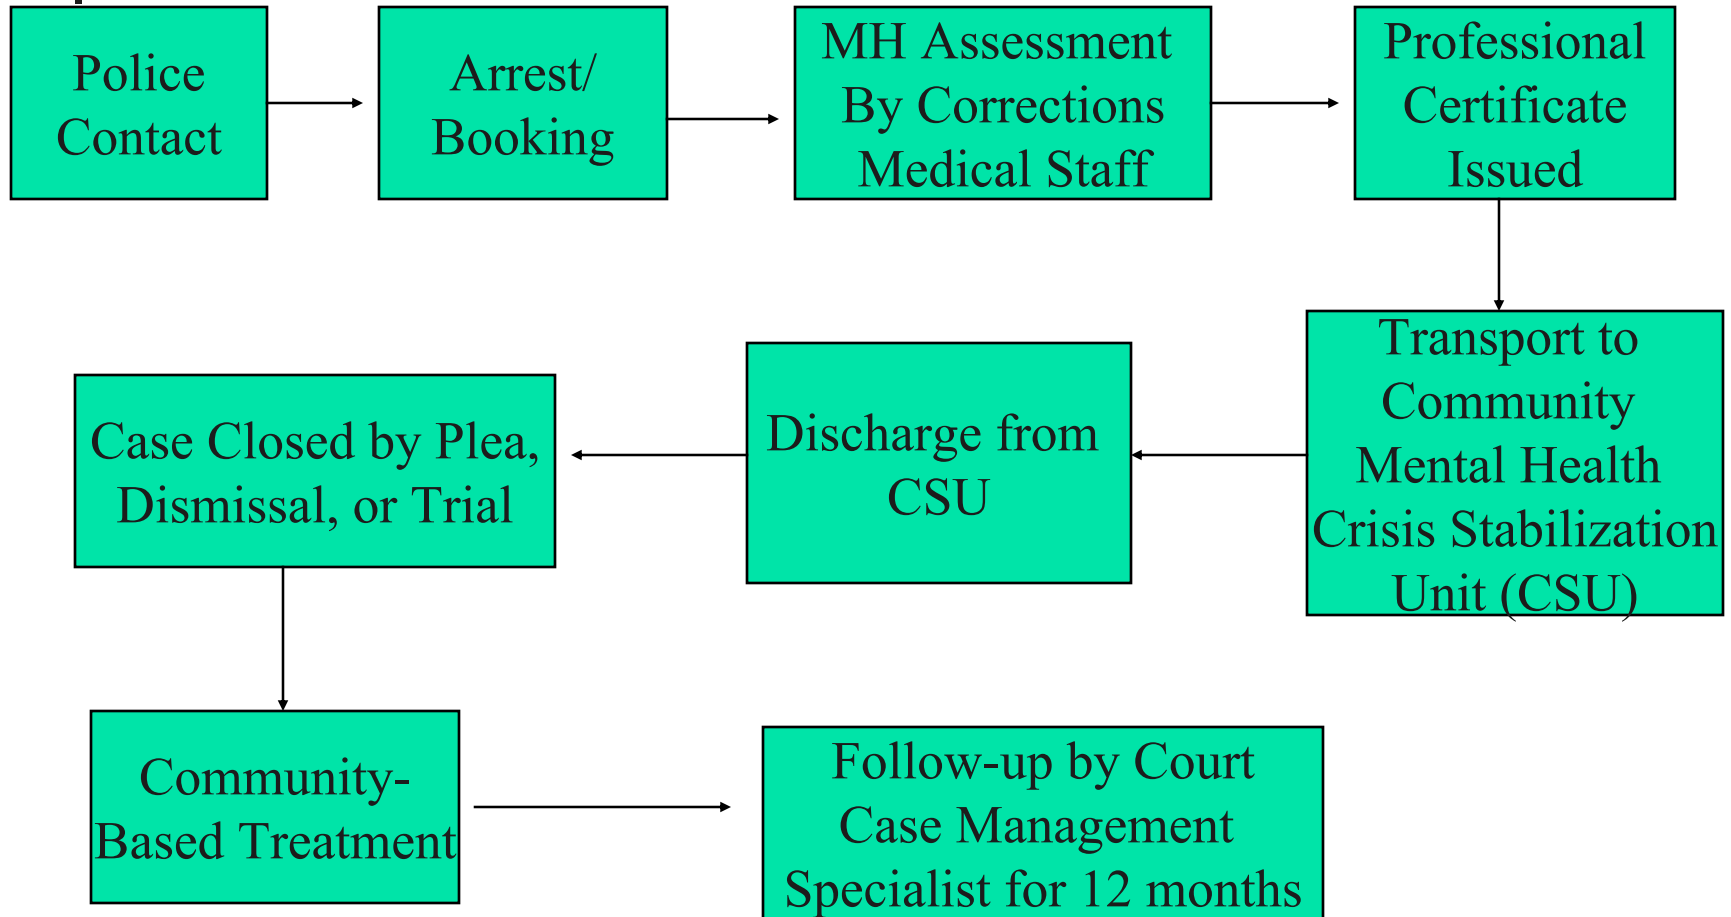 Police
Contact
Arrest/
Booking
MH Assessment
By Corrections
Medical Staff
Professional
Certificate
Issued
Transport to
Community
Mental Health
Crisis Stabilization
Unit (CSU)
Discharge from
CSU
Case Closed by Plea,
Dismissal, or Trial
Community-
Based Treatment
Follow-up by Court
Case Management
Specialist for 12 months